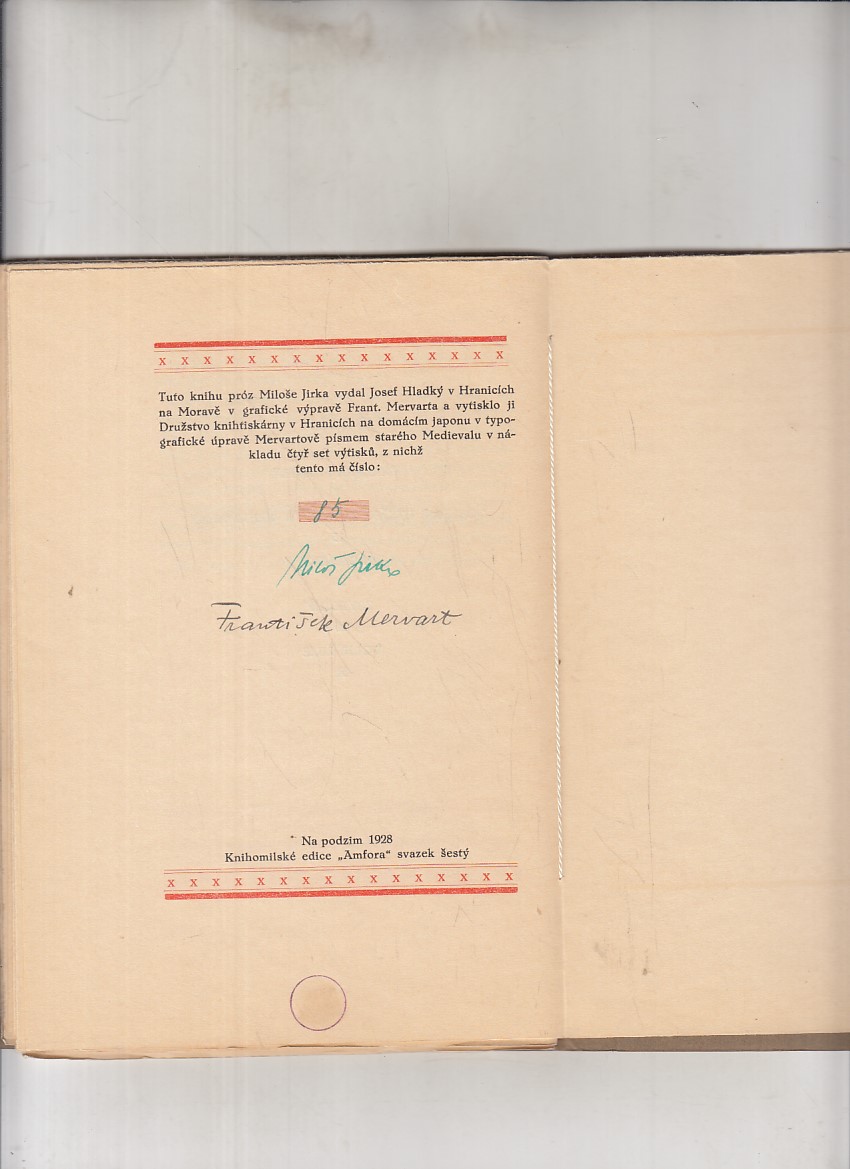 x x x x x x x x x x x x x x x x
Tuto knihu próz Miloše Jirka vydal Josef Hladký v Hranicích
na Moravě v grafické výpravě Frant. Mervarta a vytisklo ji
Družstvo knihtiskárny v Hranicích na domácím japonu v typo-
grafické úpravě Mervartově písmem starého Medievalu v ná-
kladu čtyř set výtisků, z nichž
tento má číslo:
85
Miloš Jirko
František Mervart
Na podzim 1928
Knihomilské edice „Amfora“ svazek šestý
x x x x x x x x x x x x x x x x